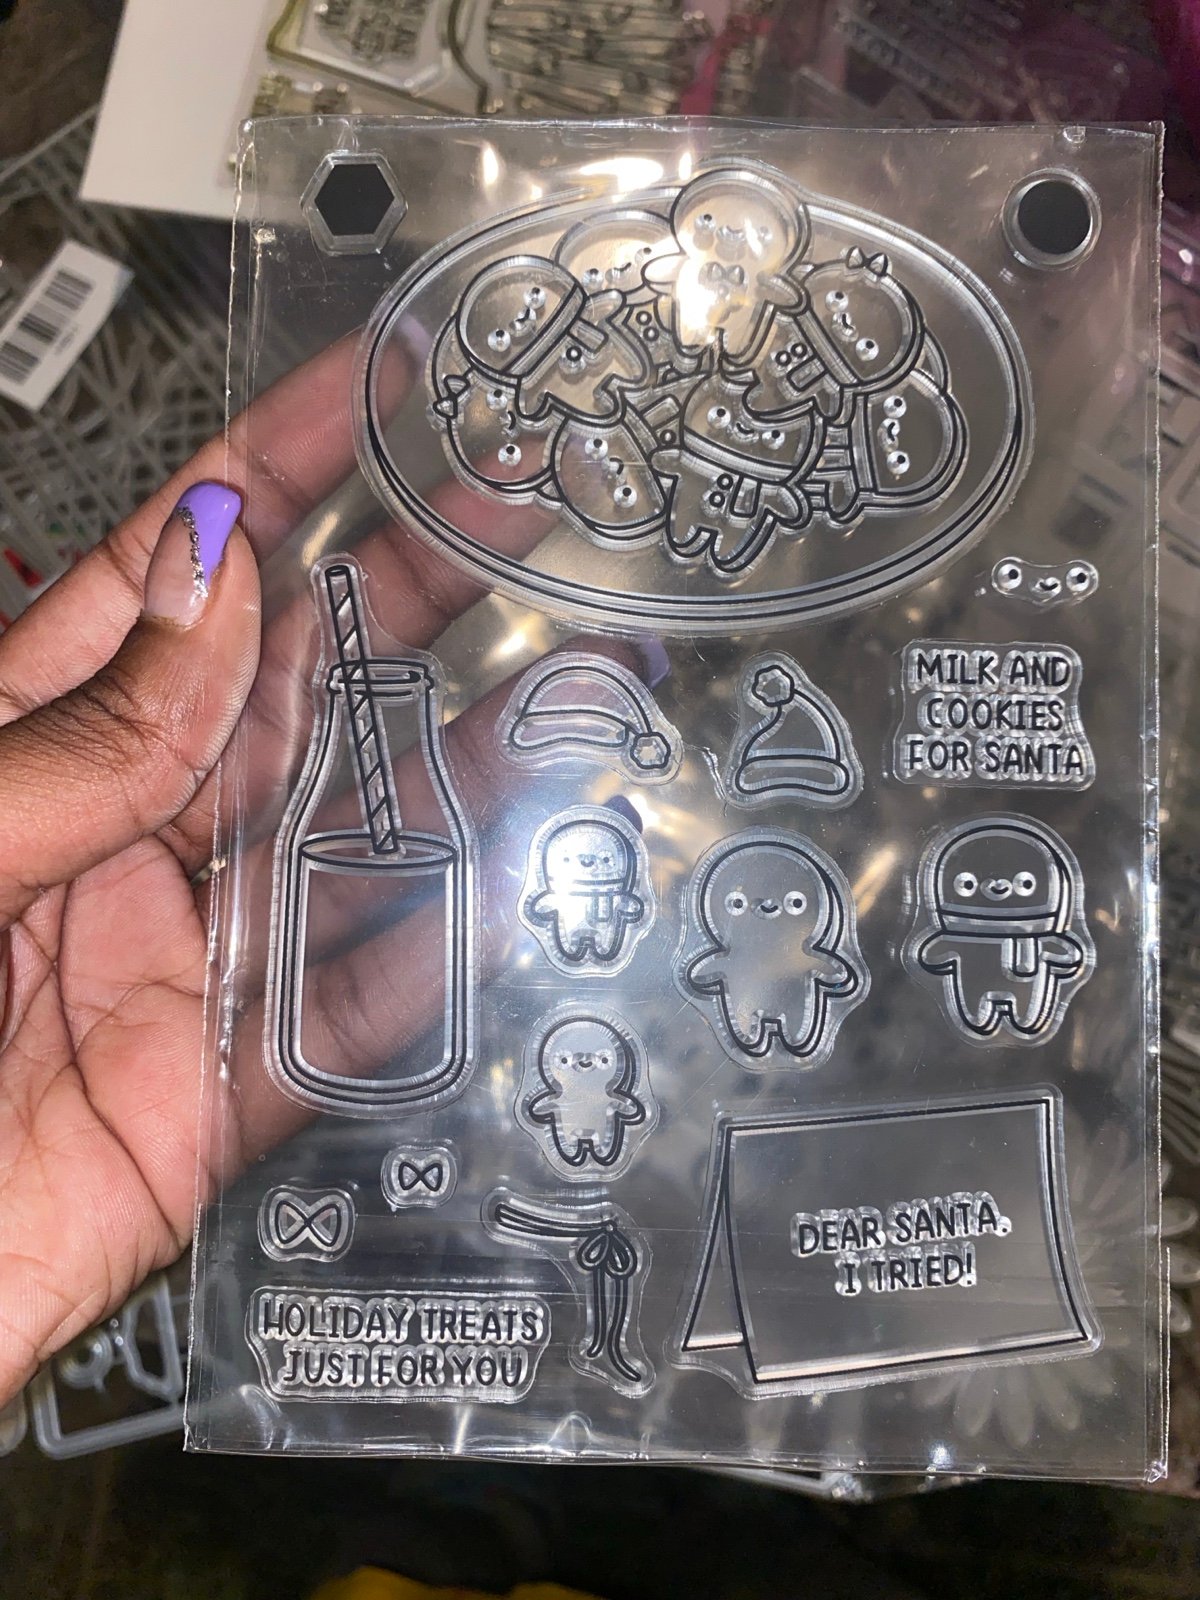 MILK AND
COOKIES
FOR SANTA
DEAR SANTA,
I TRIED!
HOLIDAY TREATS
JUST FOR YOU